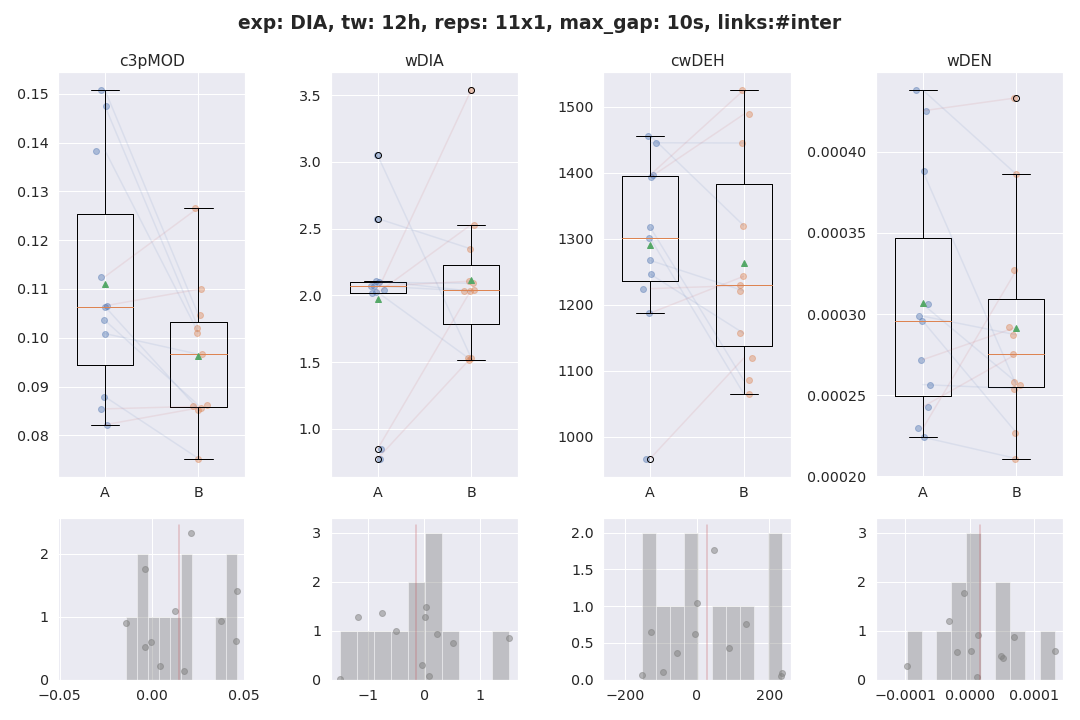 exp: DIA, tw: 12h, reps: 11x1, max_gap: 10s, links:#inter
c3pMOD wDIA cwDEH wDEN
0.15 0.14 0.13 0.12 0.11 0.10 0.09 0.08
A B
3.5 3.0 2.5 2.0 1.5 1.0
A B
1500 1400 1300 1200 1100 1000
A B
0.00040 0.00035 0.00030 0.00025 0.00020
A B
2 1 0
−0.05 0.00 0.05
3 2 1 0
−1 0 1
2.0 1.5 1.0 0.5 0.0
−200 0 200
3 2 1 0
−0.0001 0.0000 0.0001